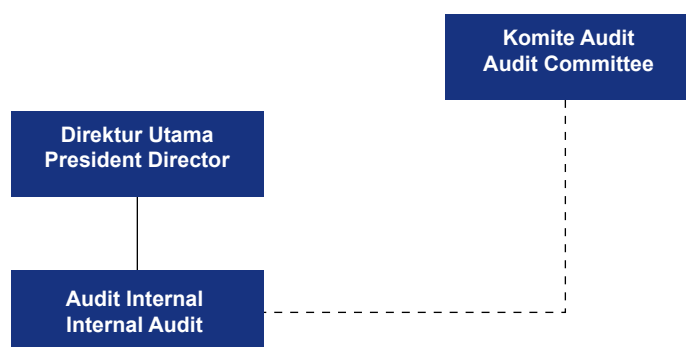 Komite Audit
Audit Committee
Direktur Utama
President Director
Audit Internal
Internal Audit